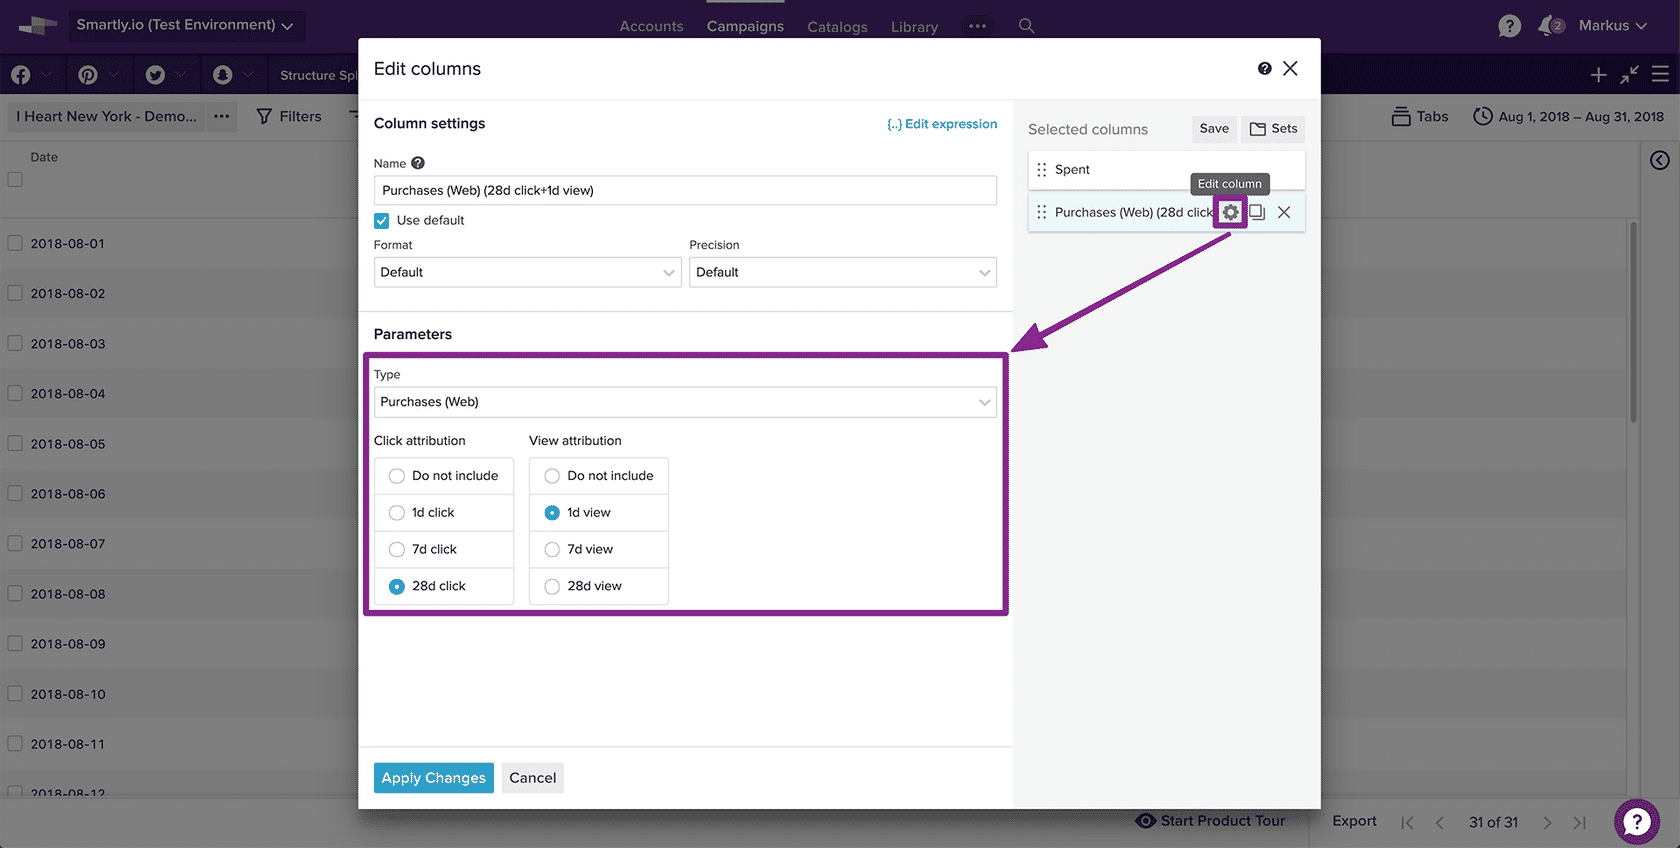 Smartly.io (Test Environment)
Accounts
Campaigns
Catalogs
Library
2
Markus
Structure Spl
I Heart New York - Demo...
Filters
Tabs
Aug 1, 2018 – Aug 31, 2018
Date
2018-08-01
2018-08-02
2018-08-03
2018-08-04
2018-08-05
2018-08-06
2018-08-07
2018-08-08
2018-08-09
2018-08-10
2018-08-11
2018-08-12
Edit columns
Column settings
{..} Edit expression
Name
Purchases (Web) (28d click+1d view)
Use default
Format
Precision
Default
Default
Parameters
Type
Purchases (Web)
Click attribution
View attribution
Do not include
Do not include
1d click
1d view
7d click
7d view
28d click
28d view
Apply Changes
Cancel
Selected columns
Save
Sets
Spent
Edit column
Purchases (Web) (28d click
Start Product Tour
Export
31 of 31